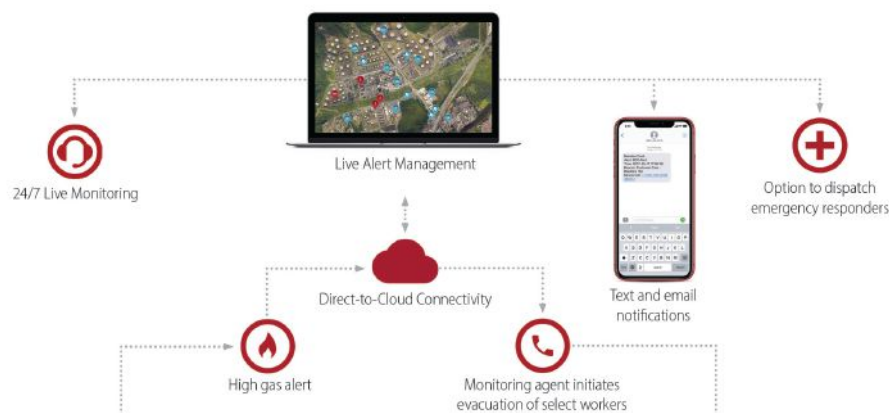 Live Alert Management
24/7 Live Monitoring
Option to dispatch
emergency responders
Direct-to-Cloud Connectivity
Text and email
notifications
High gas alert
Monitoring agent initiates
evacuation of select workers